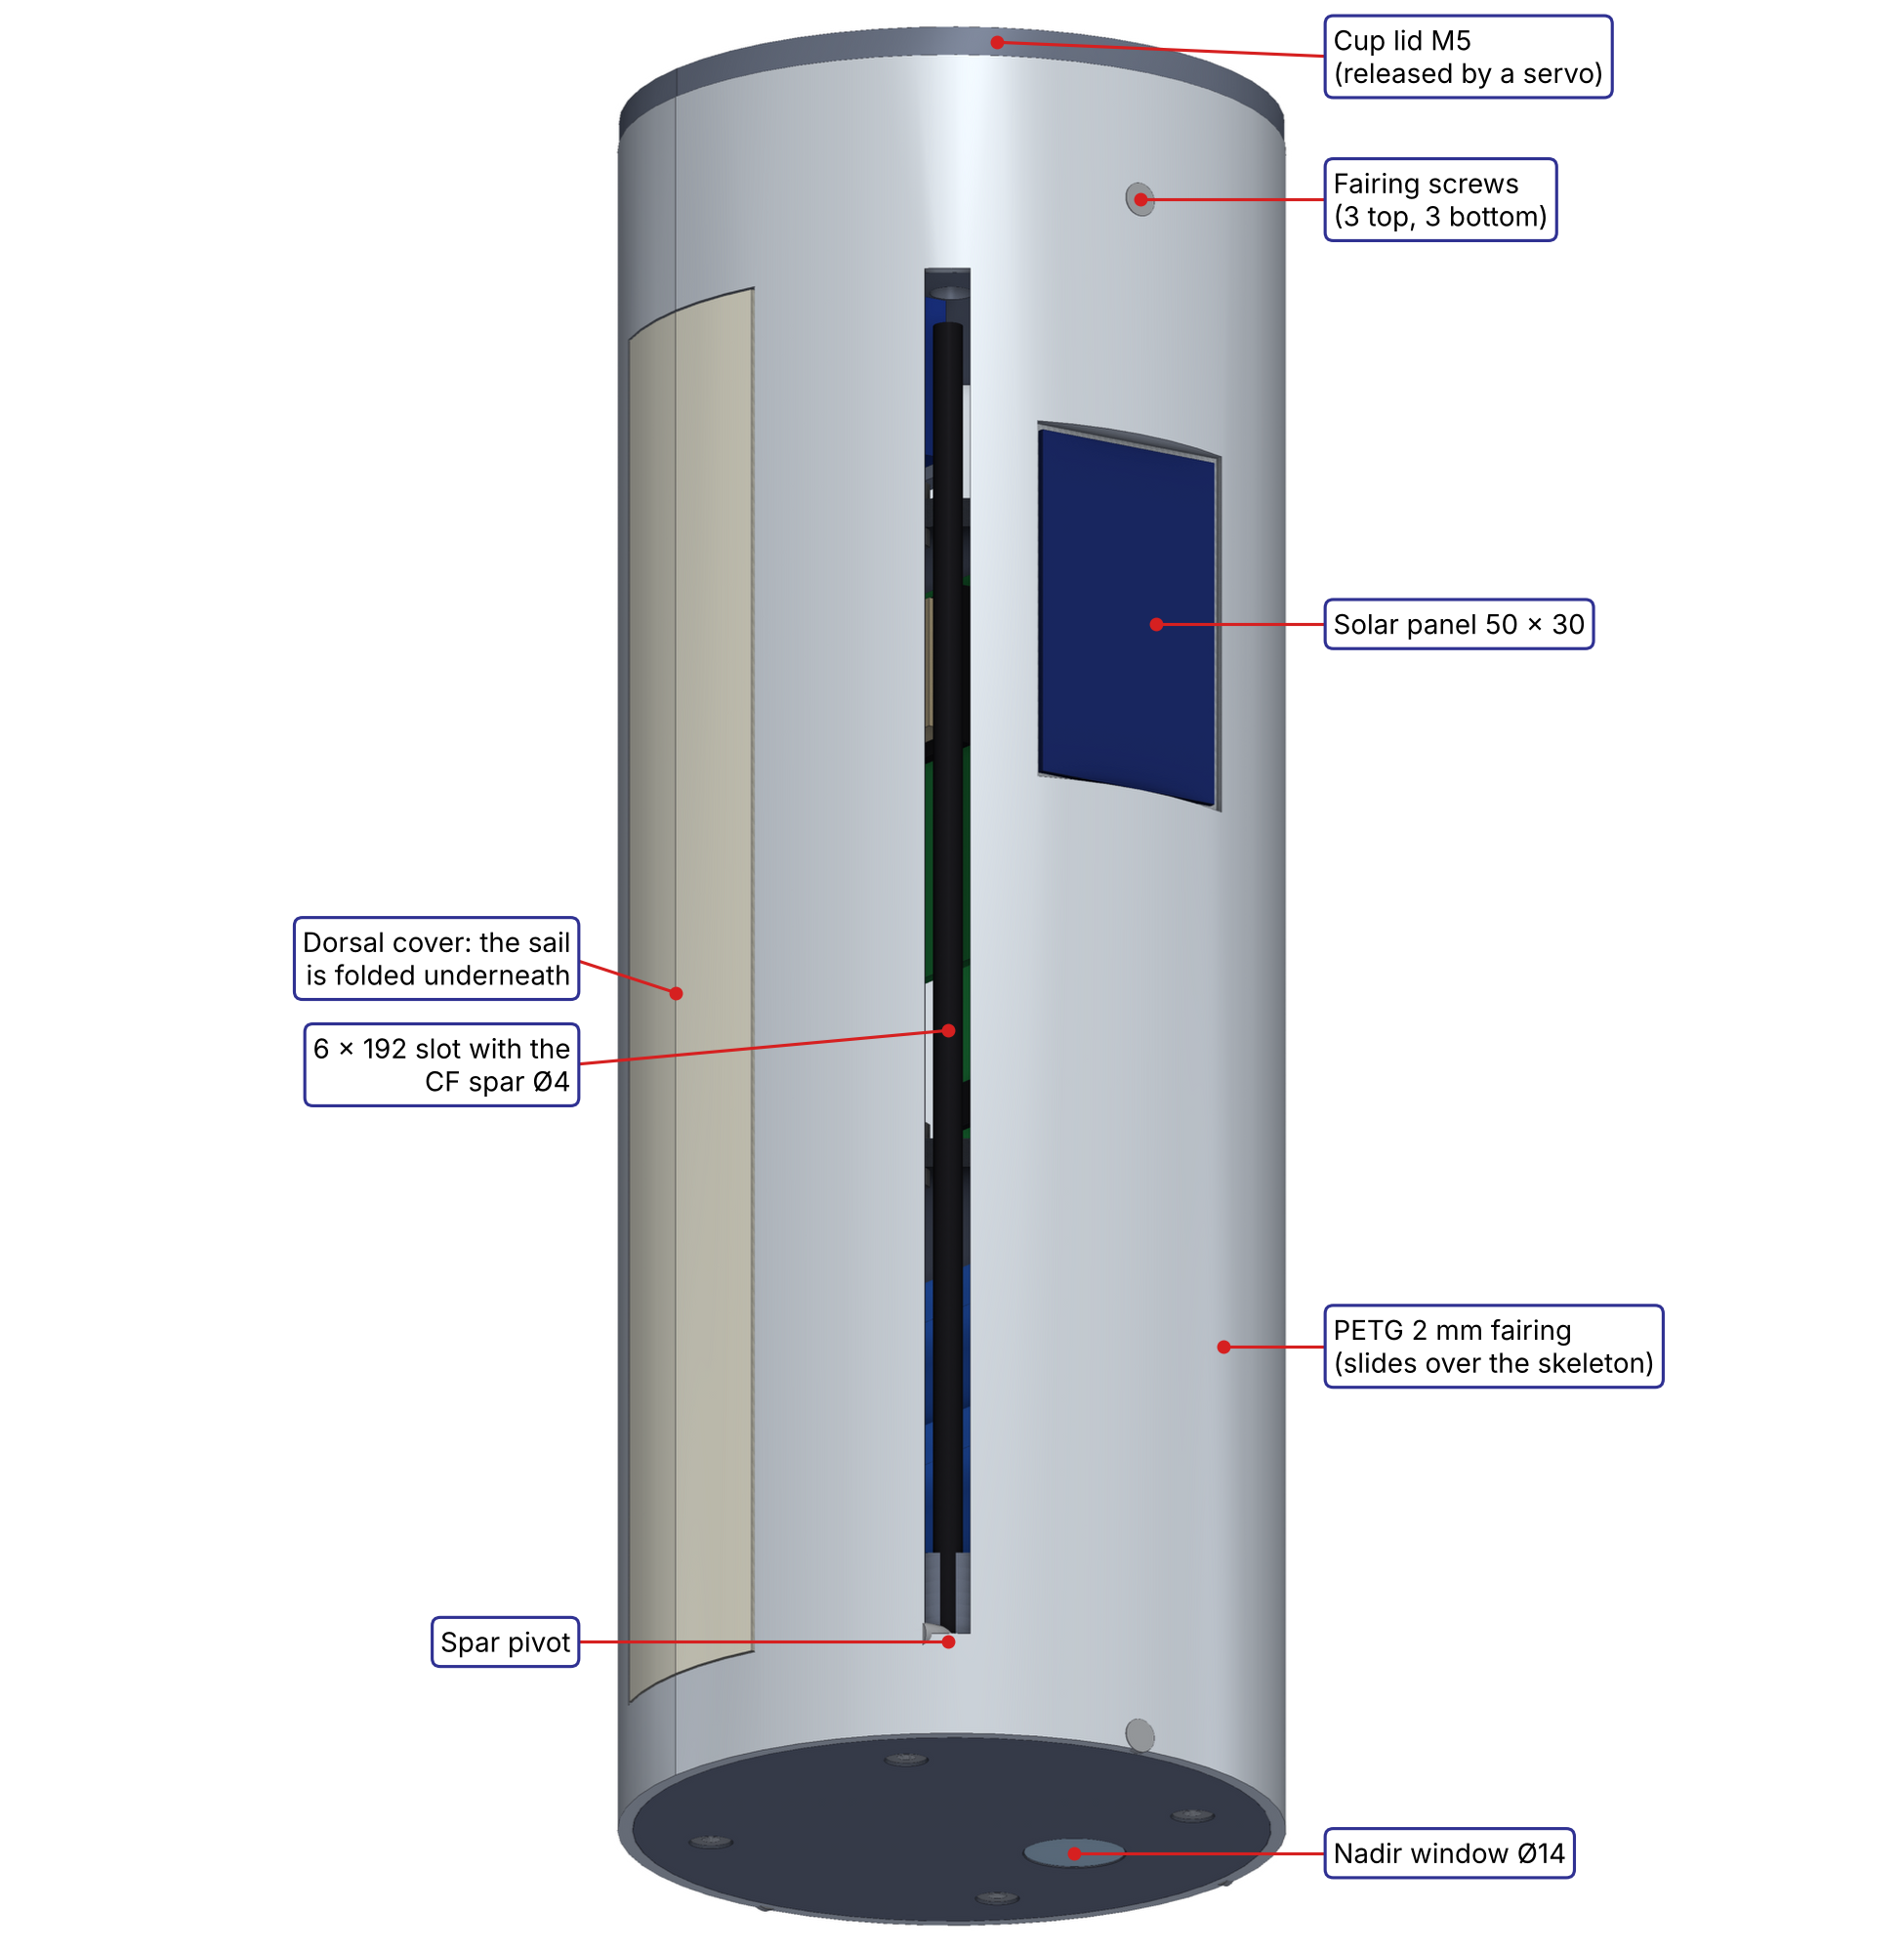 Cup lid M5
(released by a servo)
Fairing screws
(3 top, 3 bottom)
Solar panel 50 × 30
Dorsal cover: the sail
is folded underneath
6 × 192 slot with the
CF spar Ø4
PETG 2 mm fairing
(slides over the skeleton)
Spar pivot
Nadir window Ø14